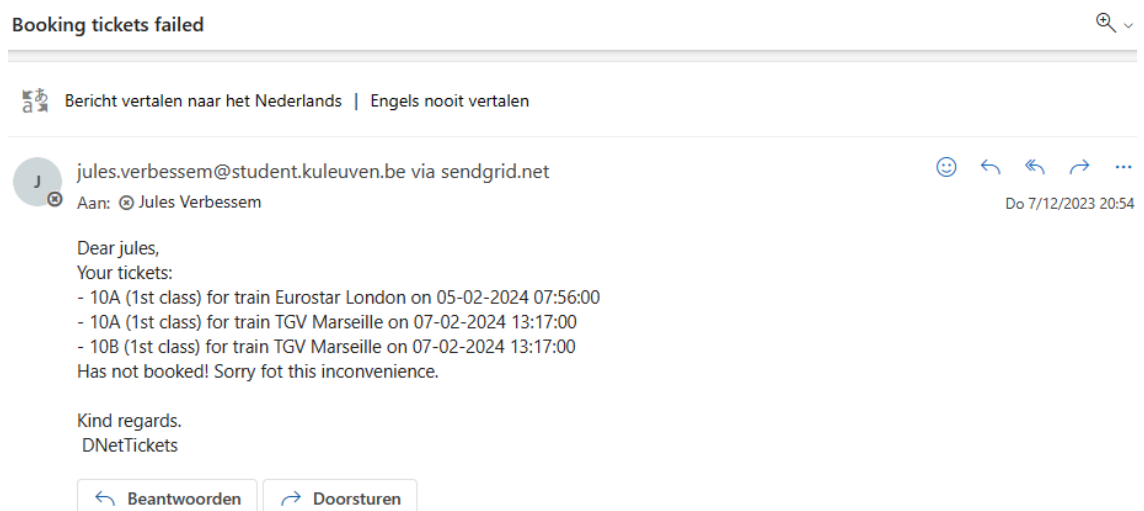 Booking tickets failed
Bericht vertalen naar het Nederlands | Engels nooit vertalen
J
jules.verbessem@student.kuleuven.be via sendgrid.net
Aan: Jules Verbessem
Do 7/12/2023 20:54
Dear jules,
Your tickets:
- 10A (1st class) for train Eurostar London on 05-02-2024 07:56:00
- 10A (1st class) for train TGV Marseille on 07-02-2024 13:17:00
- 10B (1st class) for train TGV Marseille on 07-02-2024 13:17:00
Has not booked! Sorry fot this inconvenience.
Kind regards.
DNetTickets
Beantwoorden Doorsturen